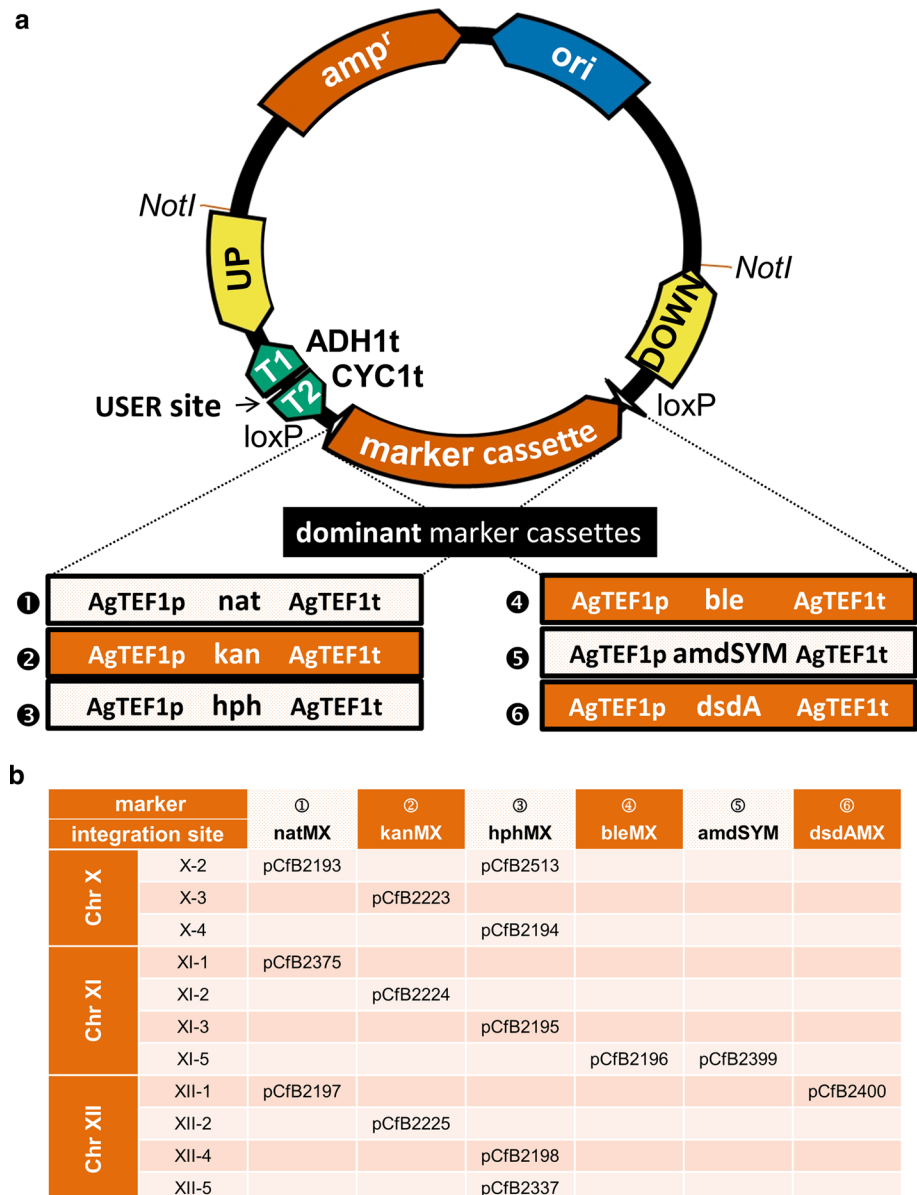 a
ampʳ
ori
NotI
NotI
UP
DOWN
ADH1t
T1
CYC1t
T2
USER site
loxP
loxP
marker cassette
dominant marker cassettes
❶ AgTEF1p nat AgTEF1t
❷ AgTEF1p kan AgTEF1t
❸ AgTEF1p hph AgTEF1t
❹ AgTEF1p ble AgTEF1t
❺ AgTEF1p amdSYM AgTEF1t
❻ AgTEF1p dsdA AgTEF1t
b
marker ① ② ③ ④ ⑤ ⑥
integration site natMX kanMX hphMX bleMX amdSYM dsdAMX
Chr X
X-2 pCfB2193 pCfB2513
X-3 pCfB2223
X-4 pCfB2194
Chr XI
XI-1 pCfB2375
XI-2 pCfB2224
XI-3 pCfB2195
XI-5 pCfB2196 pCfB2399
Chr XII
XII-1 pCfB2197 pCfB2400
XII-2 pCfB2225
XII-4 pCfB2198
XII-5 pCfB2337